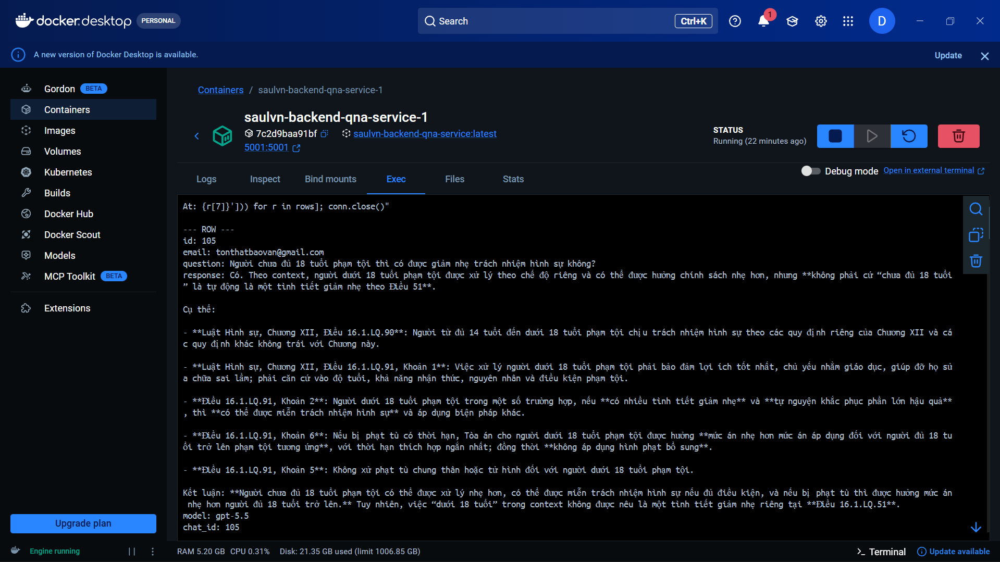 docker.desktop PERSONAL
Search Ctrl+K
1
D
A new version of Docker Desktop is available.
Update
Gordon BETA
Containers
Images
Volumes
Kubernetes
Builds
Docker Hub
Docker Scout
Models
MCP Toolkit BETA
Extensions
Upgrade plan
Containers / saulvn-backend-qna-service-1
saulvn-backend-qna-service-1
7c2d9baa91bf saulvn-backend-qna-service:latest
5001:5001
STATUS
Running (22 minutes ago)
Logs Inspect Bind mounts Exec Files Stats
Debug mode Open in external terminal
At: {r[7]}'])) for r in rows]; conn.close()"
--- ROW ---
id: 105
email: tonthatbaovan@gmail.com
question: Người chưa đủ 18 tuổi phạm tội thì có được giảm nhẹ trách nhiệm hình sự không?
response: Có. Theo context, người dưới 18 tuổi phạm tội được xử lý theo chế độ riêng và có thể được hưởng chính sách nhẹ hơn, nhưng **không phải cứ “chưa đủ 18 tuổi
” là tự động là một tình tiết giảm nhẹ theo Điều 51**.
Cụ thể:
- **Luật Hình sự, Chương XII, Điều 16.1.LQ.90**: Người từ đủ 14 tuổi đến dưới 18 tuổi phạm tội chịu trách nhiệm hình sự theo các quy định riêng của Chương XII và cá
c quy định khác không trái với Chương này.
- **Luật Hình sự, Chương XII, Điều 16.1.LQ.91, Khoản 1**: Việc xử lý người dưới 18 tuổi phạm tội phải bảo đảm lợi ích tốt nhất, chủ yếu nhằm giáo dục, giúp đỡ họ sử
a chữa sai lầm; phải căn cứ vào độ tuổi, khả năng nhận thức, nguyên nhân và điều kiện phạm tội.
- **Điều 16.1.LQ.91, Khoản 2**: Người dưới 18 tuổi phạm tội trong một số trường hợp, nếu **có nhiều tình tiết giảm nhẹ** và **tự nguyện khắc phục phần lớn hậu quả**
, thì **có thể được miễn trách nhiệm hình sự** và áp dụng biện pháp khác.
- **Điều 16.1.LQ.91, Khoản 6**: Nếu bị phạt tù có thời hạn, Tòa án cho người dưới 18 tuổi phạm tội được hưởng **mức án nhẹ hơn mức án áp dụng đối với người đủ 18 tu
ổi trở lên phạm tội tương ứng**, với thời hạn thích hợp ngắn nhất; đồng thời **không áp dụng hình phạt bổ sung**.
- **Điều 16.1.LQ.91, Khoản 5**: Không xử phạt tù chung thân hoặc tử hình đối với người dưới 18 tuổi phạm tội.
Kết luận: **Người chưa đủ 18 tuổi phạm tội có thể được xử lý nhẹ hơn, có thể được miễn trách nhiệm hình sự nếu đủ điều kiện, và nếu bị phạt tù thì được hưởng mức án
nhẹ hơn người đủ 18 tuổi trở lên.** Tuy nhiên, việc “dưới 18 tuổi” trong context không được nêu là một tình tiết giảm nhẹ riêng tại **Điều 16.1.LQ.51**.
model: gpt-5.5
chat_id: 105
Engine running
RAM 5.20 GB CPU 0.31% Disk: 21.35 GB used (limit 1006.85 GB)
Terminal Update available